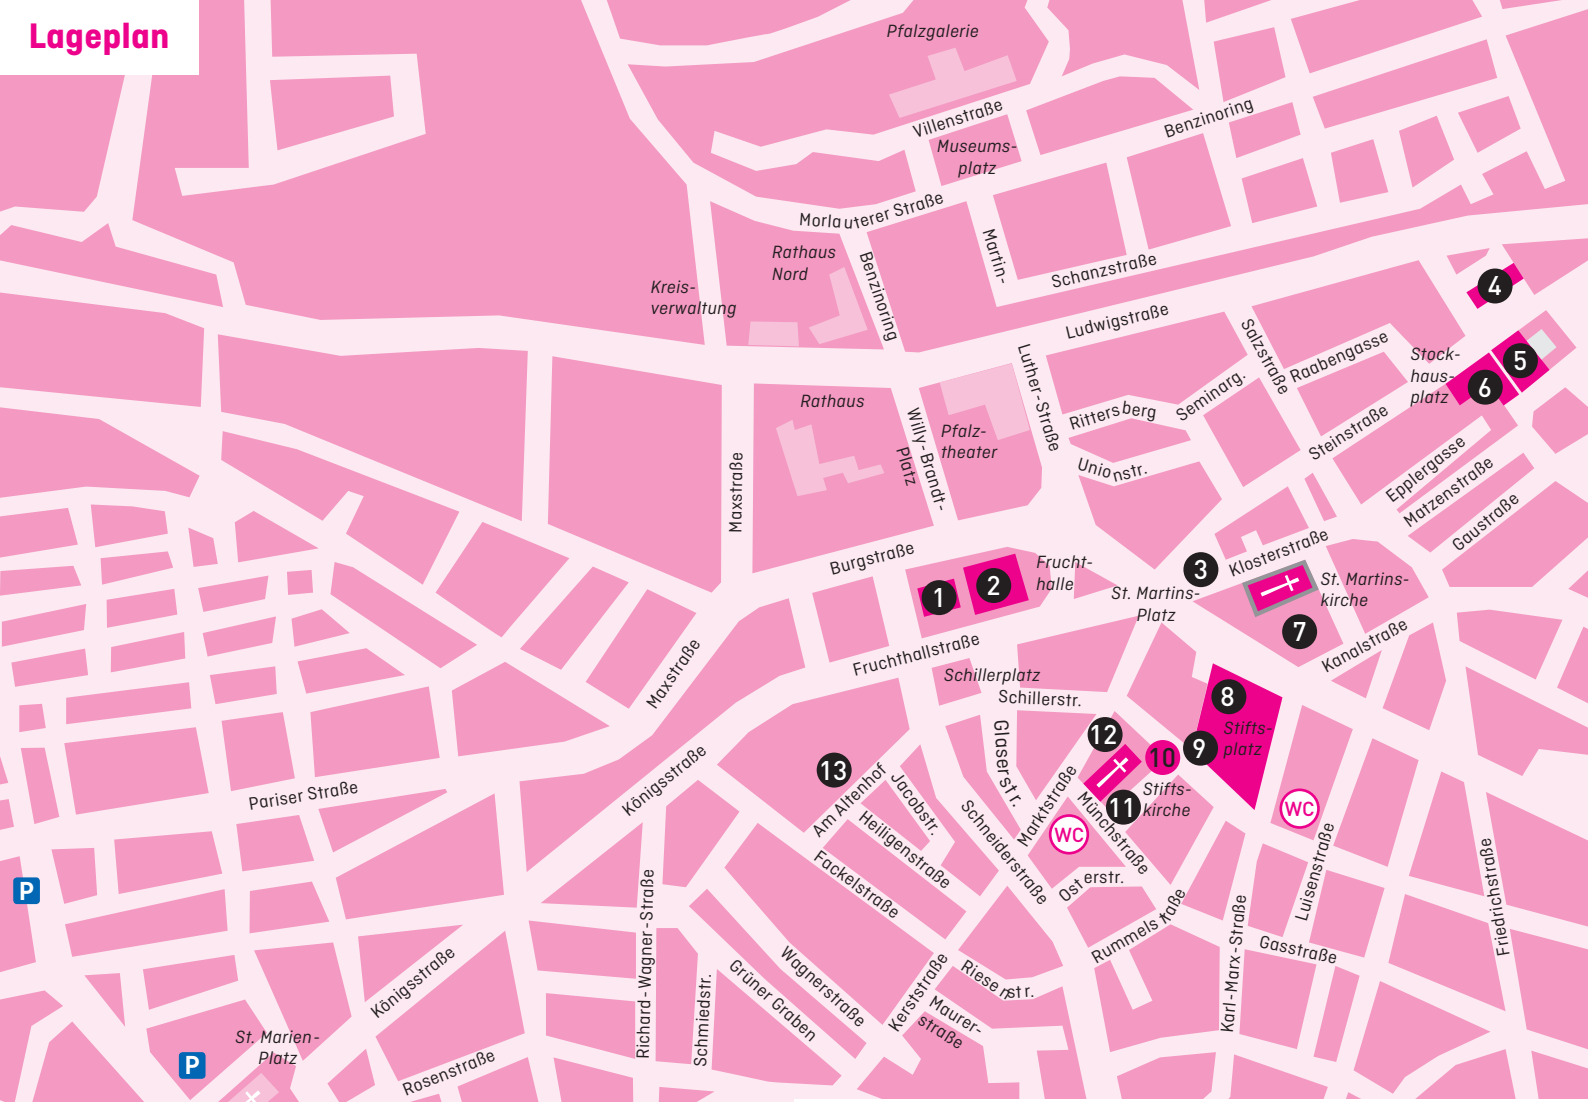 Lageplan
Pfalzgalerie
Villenstraße
Benzinoring
Museums-
platz
Morlauterer Straße
Rathaus
Nord
Benzinoring
Martin-
Schanzstraße
Kreis-
verwaltung
Ludwigstraße
4
Salzstraße
Raabengasse
Stock-
haus-
platz
5
6
Luther-Straße
Rittersberg
Seminarg.
Steinstraße
Rathaus
Willy-Brandt-
Platz
Pfalz-
theater
Unionstr.
Epplergasse
Matzenstraße
Gaustraße
Maxstraße
Burgstraße
Frucht-
halle
1
2
3
Klosterstraße
St. Martins-
Platz
St. Martins-
kirche
7
Kanalstraße
Fruchthallstraße
Maxstraße
Schillerplatz
Schillerstr.
8
Stifts-
platz
9
10
12
Glaserstr.
13
Königsstraße
Am Altenhof
Jacobstr.
Marktstraße
Münchstraße
11
Stifts-
kirche
WC
WC
Pariser Straße
Heiligenstraße
Schneiderstraße
Fackelstraße
Osterstr.
Rummelstraße
Luisenstraße
Friedrichstraße
P
Richard-Wagner-Straße
Karl-Marx-Straße
Gasstraße
Königsstraße
Wagnerstraße
Grüner Graben
Schmiedstr.
Kerststraße
Riesenstr.
Maurer-
straße
St. Marien-
Platz
P
Rosenstraße